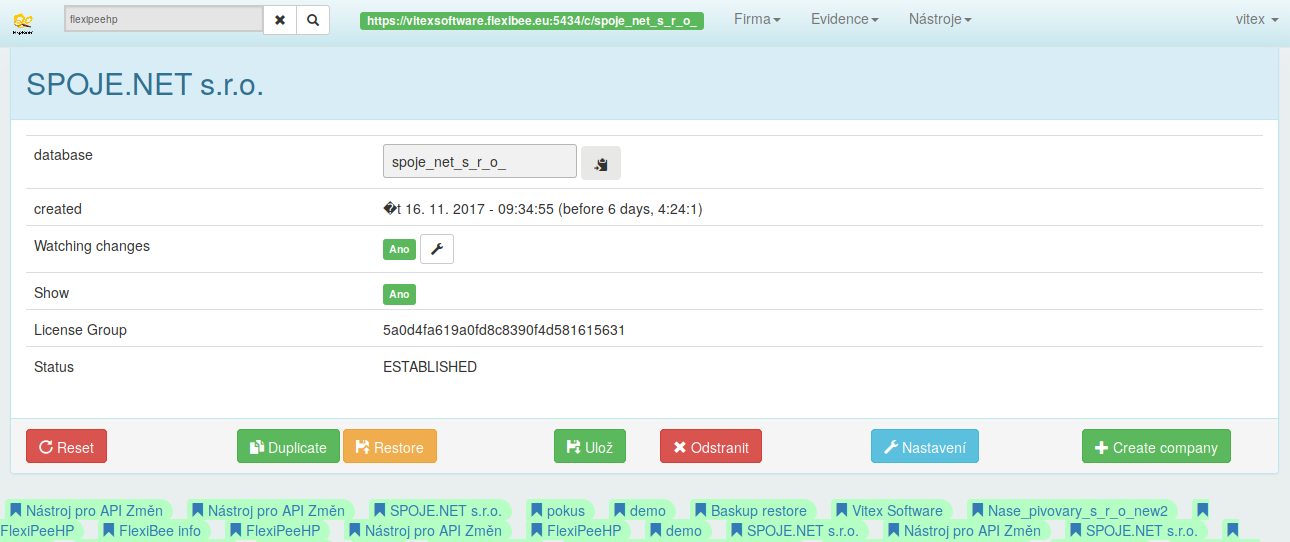 flexipeehp https://vitexsoftware.flexibee.eu:5434/c/spoje_net_s_r_o_ Firma Evidence Nástroje vitex
SPOJE.NET s.r.o.
database spoje_net_s_r_o_
created �t 16. 11. 2017 - 09:34:55 (before 6 days, 4:24:1)
Watching changes Ano
Show Ano
License Group 5a0d4fa619a0fd8c8390f4d581615631
Status ESTABLISHED
Reset Duplicate Restore Ulož Odstranit Nastavení Create company
Nástroj pro API Změn Nástroj pro API Změn SPOJE.NET s.r.o. pokus demo Baskup restore Vitex Software Nase_pivovary_s_r_o_new2
FlexiPeeHP FlexiBee info FlexiPeeHP Nástroj pro API Změn FlexiPeeHP demo SPOJE.NET s.r.o. Nástroj pro API Změn SPOJE.NET s.r.o.